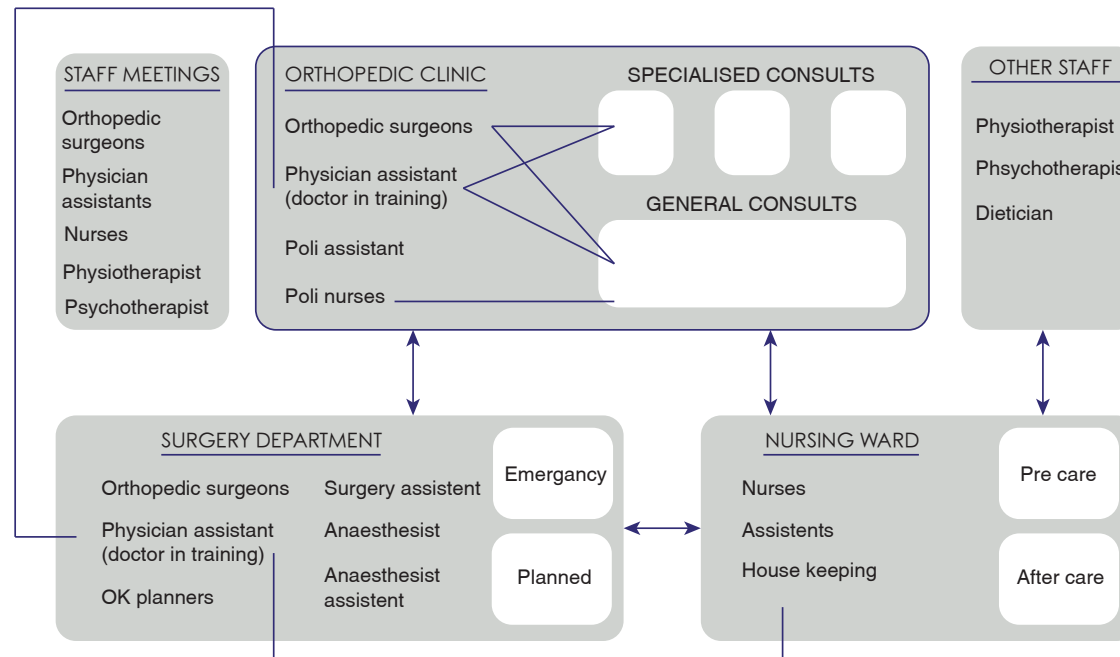 STAFF MEETINGS
Orthopedic
surgeons
Physician
assistants
Nurses
Physiotherapist
Psychotherapist
ORTHOPEDIC CLINIC
Orthopedic surgeons
Physician assistant
(doctor in training)
Poli assistant
Poli nurses
SPECIALISED CONSULTS
GENERAL CONSULTS
OTHER STAFF
Physiotherapist
Phsychotherapis
Dietician
SURGERY DEPARTMENT
Orthopedic surgeons
Physician assistant
(doctor in training)
OK planners
Surgery assistent
Anaesthesist
Anaesthesist
assistent
Emergancy
Planned
NURSING WARD
Nurses
Assistents
House keeping
Pre care
After care